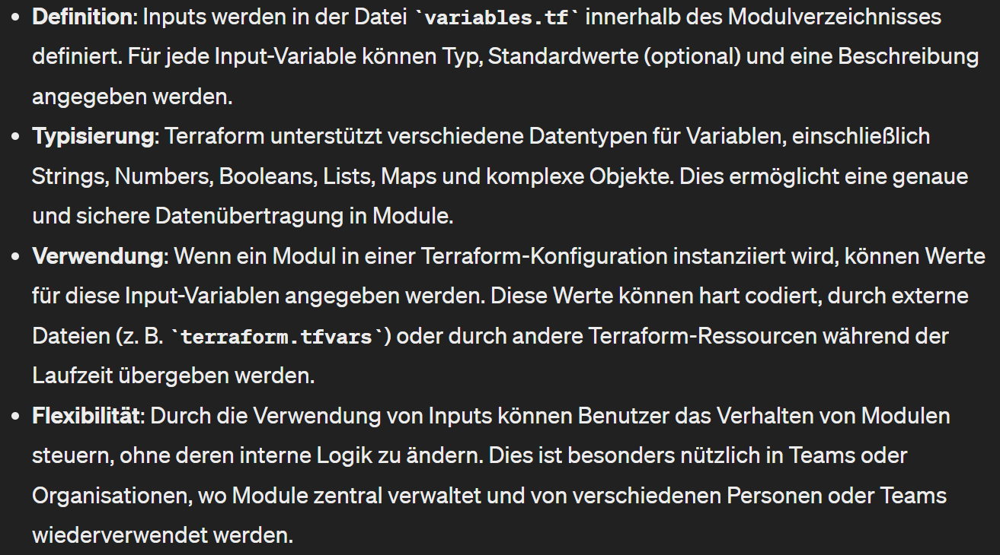 • Definition: Inputs werden in der Datei `variables.tf` innerhalb des Modulverzeichnisses
definiert. Für jede Input-Variable können Typ, Standardwerte (optional) und eine Beschreibung
angegeben werden.
• Typisierung: Terraform unterstützt verschiedene Datentypen für Variablen, einschließlich
Strings, Numbers, Booleans, Lists, Maps und komplexe Objekte. Dies ermöglicht eine genaue
und sichere Datenübertragung in Module.
• Verwendung: Wenn ein Modul in einer Terraform-Konfiguration instanziiert wird, können Werte
für diese Input-Variablen angegeben werden. Diese Werte können hart codiert, durch externe
Dateien (z. B. `terraform.tfvars`) oder durch andere Terraform-Ressourcen während der
Laufzeit übergeben werden.
• Flexibilität: Durch die Verwendung von Inputs können Benutzer das Verhalten von Modulen
steuern, ohne deren interne Logik zu ändern. Dies ist besonders nützlich in Teams oder
Organisationen, wo Module zentral verwaltet und von verschiedenen Personen oder Teams
wiederverwendet werden.